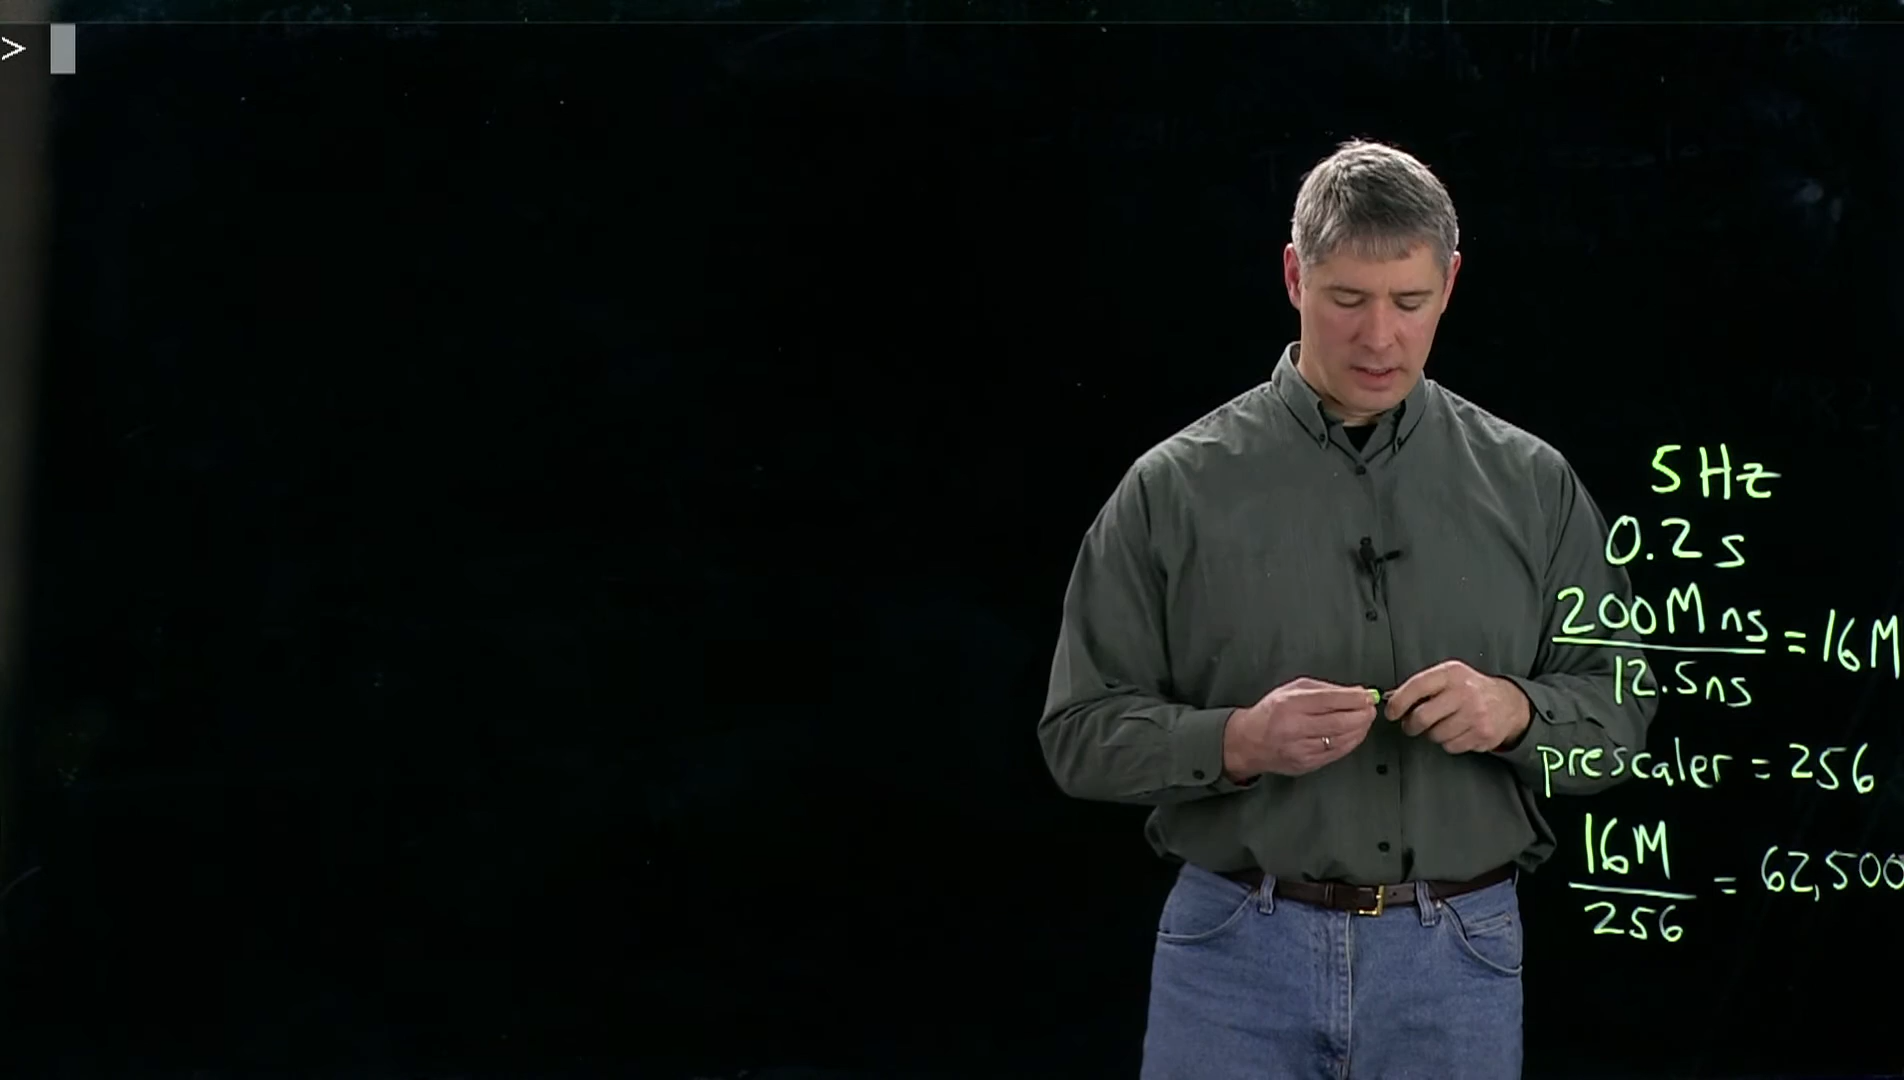 >
5 Hz
0.2 s
200M ns
12.5 ns
= 16M
prescaler = 256
16M
256
= 62,500